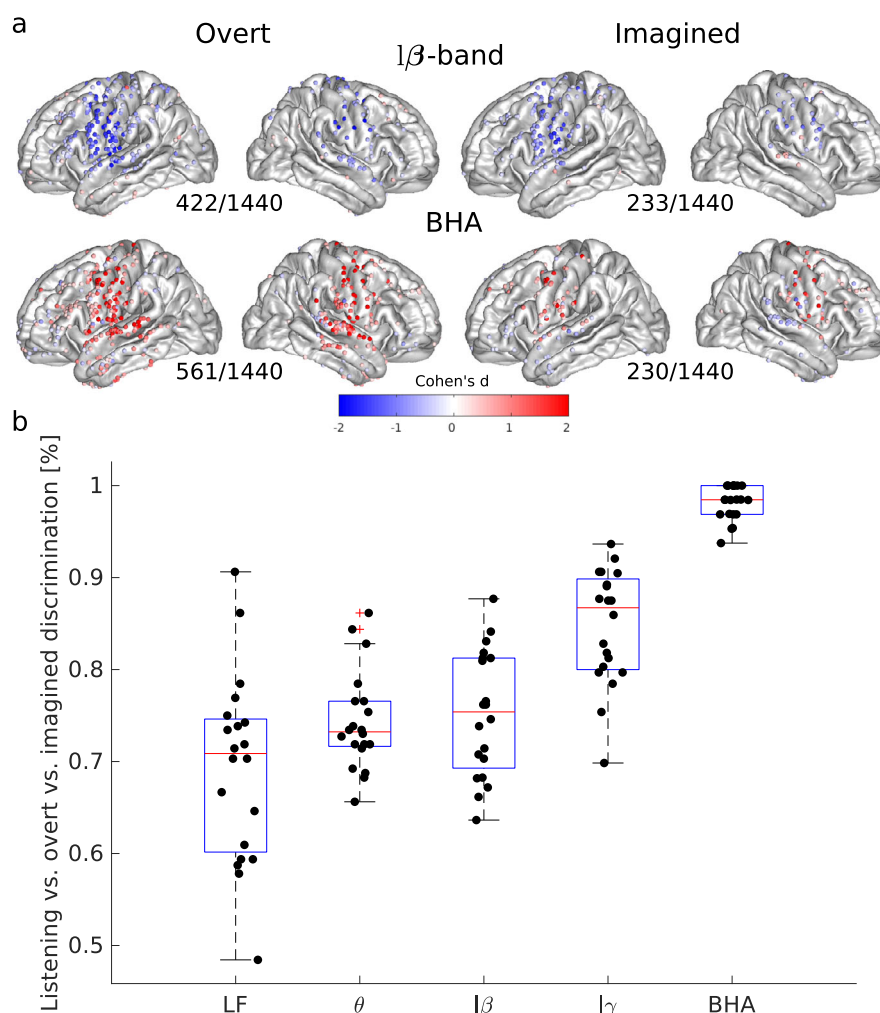 a
Overt
Imagined
lβ-band
422/1440
233/1440
BHA
561/1440
230/1440
Cohen's d
-2 -1 0 1 2
b
Listening vs. overt vs. imagined discrimination [%]
1
0.9
0.8
0.7
0.6
0.5
LF θ lβ lγ BHA